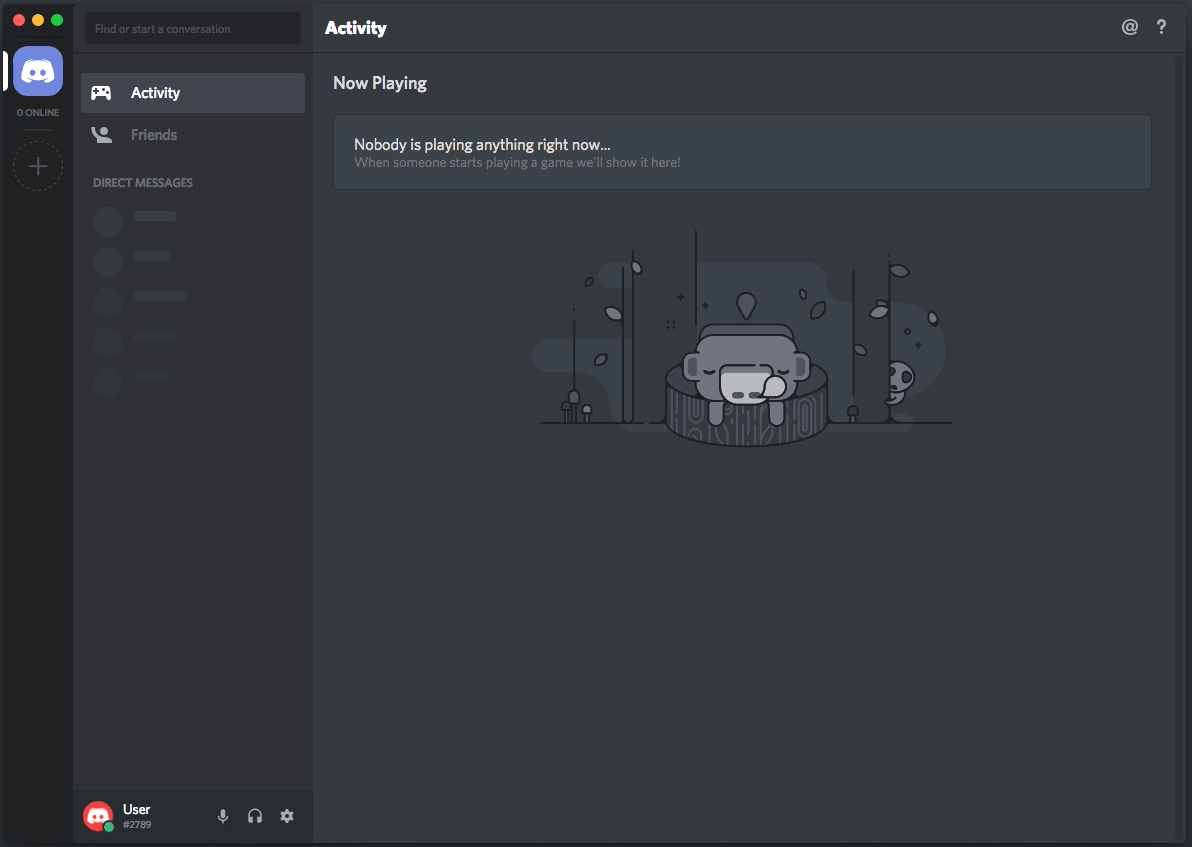 Find or start a conversation
0 ONLINE
Activity
Friends
DIRECT MESSAGES
User
#2789
Activity
@ ?
Now Playing
Nobody is playing anything right now...
When someone starts playing a game we'll show it here!